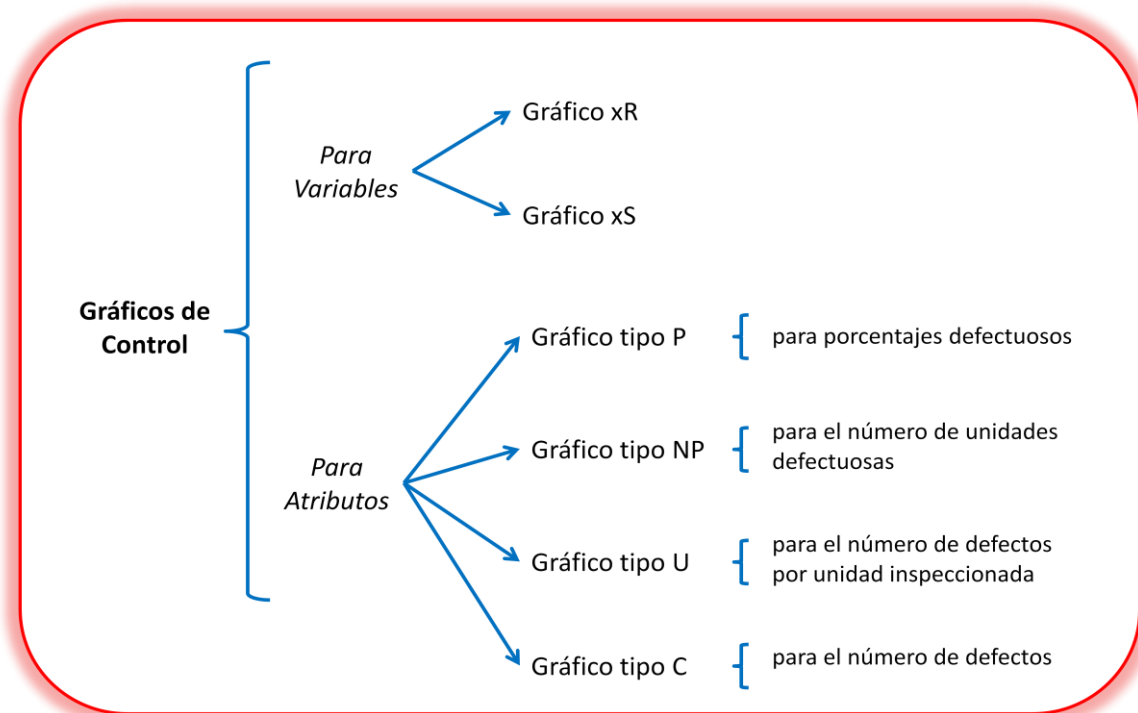 Gráficos de
Control
Para
Variables
Gráfico xR
Gráfico xS
Para
Atributos
Gráfico tipo P
para porcentajes defectuosos
Gráfico tipo NP
para el número de unidades
defectuosas
Gráfico tipo U
para el número de defectos
por unidad inspeccionada
Gráfico tipo C
para el número de defectos